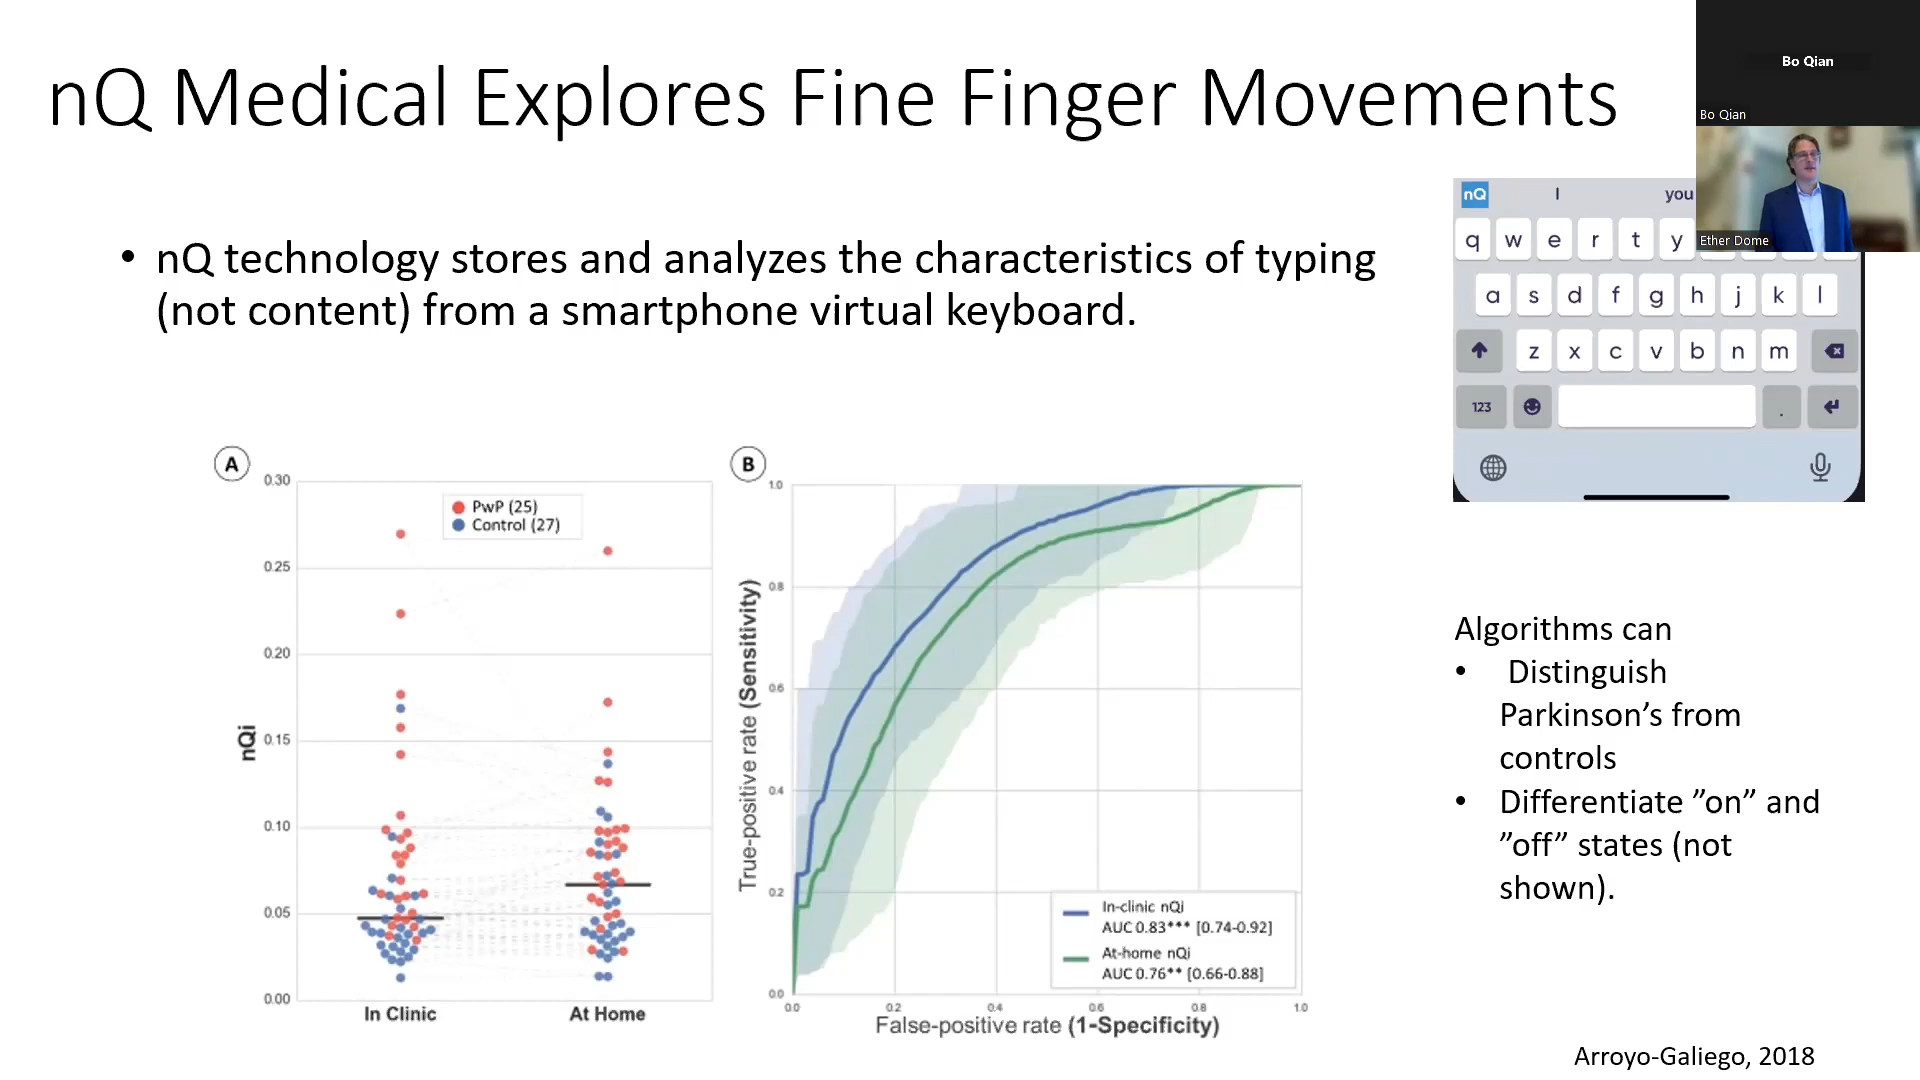 nQ Medical Explores Fine Finger Movements
Bo Qian
Bo Qian
Ether Dome
• nQ technology stores and analyzes the characteristics of typing
(not content) from a smartphone virtual keyboard.
nQ I you
q w e r t y
a s d f g h j k l
z x c v b n m
123 .
A
0.30
0.25
0.20
0.15
0.10
0.05
0.00
nQi
PwP (25)
Control (27)
In Clinic At Home
B
1.0
0.8
0.6
0.4
0.2
0.0
True-positive rate (Sensitivity)
In-clinic nQi
AUC 0.83*** [0.74-0.92]
At-home nQi
AUC 0.76** [0.66-0.88]
0.0 0.2 0.4 0.6 0.8 1.0
False-positive rate (1-Specificity)
Algorithms can
• Distinguish
Parkinson’s from
controls
• Differentiate ”on” and
”off” states (not
shown).
Arroyo-Galiego, 2018